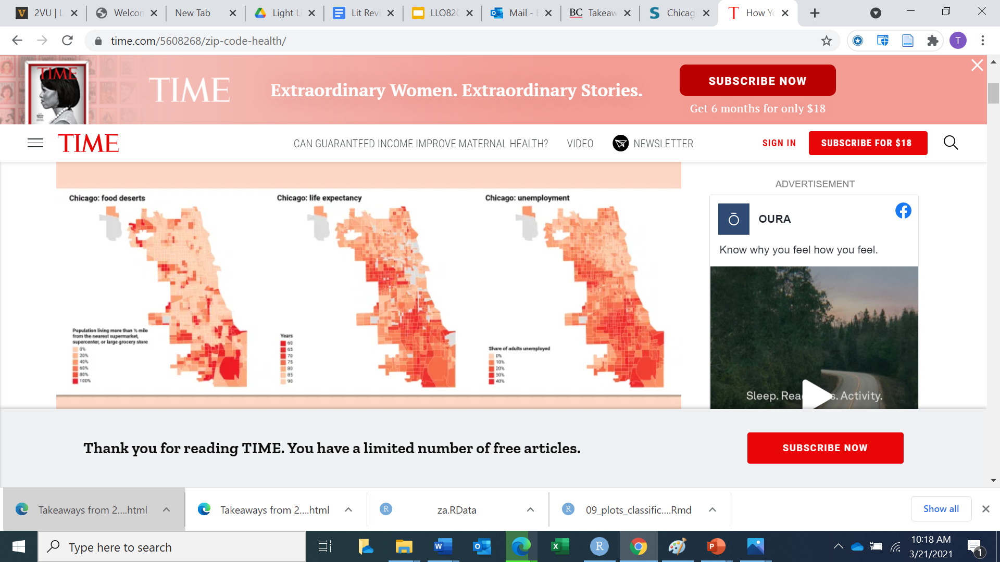 2VU | L
Welcon
New Tab
Light Li
Lit Revi
LLO820
Mail - E
BC Takeaw
S Chicag
T How Yo
time.com/5608268/zip-code-health/
T
TIME
TIME
Extraordinary Women. Extraordinary Stories.
SUBSCRIBE NOW
Get 6 months for only $18
TIME
CAN GUARANTEED INCOME IMPROVE MATERNAL HEALTH?
VIDEO
NEWSLETTER
SIGN IN
SUBSCRIBE FOR $18
Chicago: food deserts
Population living more than ½ mile
from the nearest supermarket,
supercenter, or large grocery store
0%
20%
40%
60%
80%
100%
Chicago: life expectancy
Years
60
65
70
75
80
85
90
Chicago: unemployment
Share of adults unemployed
0%
10%
20%
30%
40%
ADVERTISEMENT
OURA
Know why you feel how you feel.
Sleep. Rea s. Activity.
Thank you for reading TIME. You have a limited number of free articles.
SUBSCRIBE NOW
Takeaways from 2....html
Takeaways from 2....html
R za.RData
R 09_plots_classific....Rmd
Show all
Type here to search
W
O
X
R
P
10:18 AM
3/21/2021
1